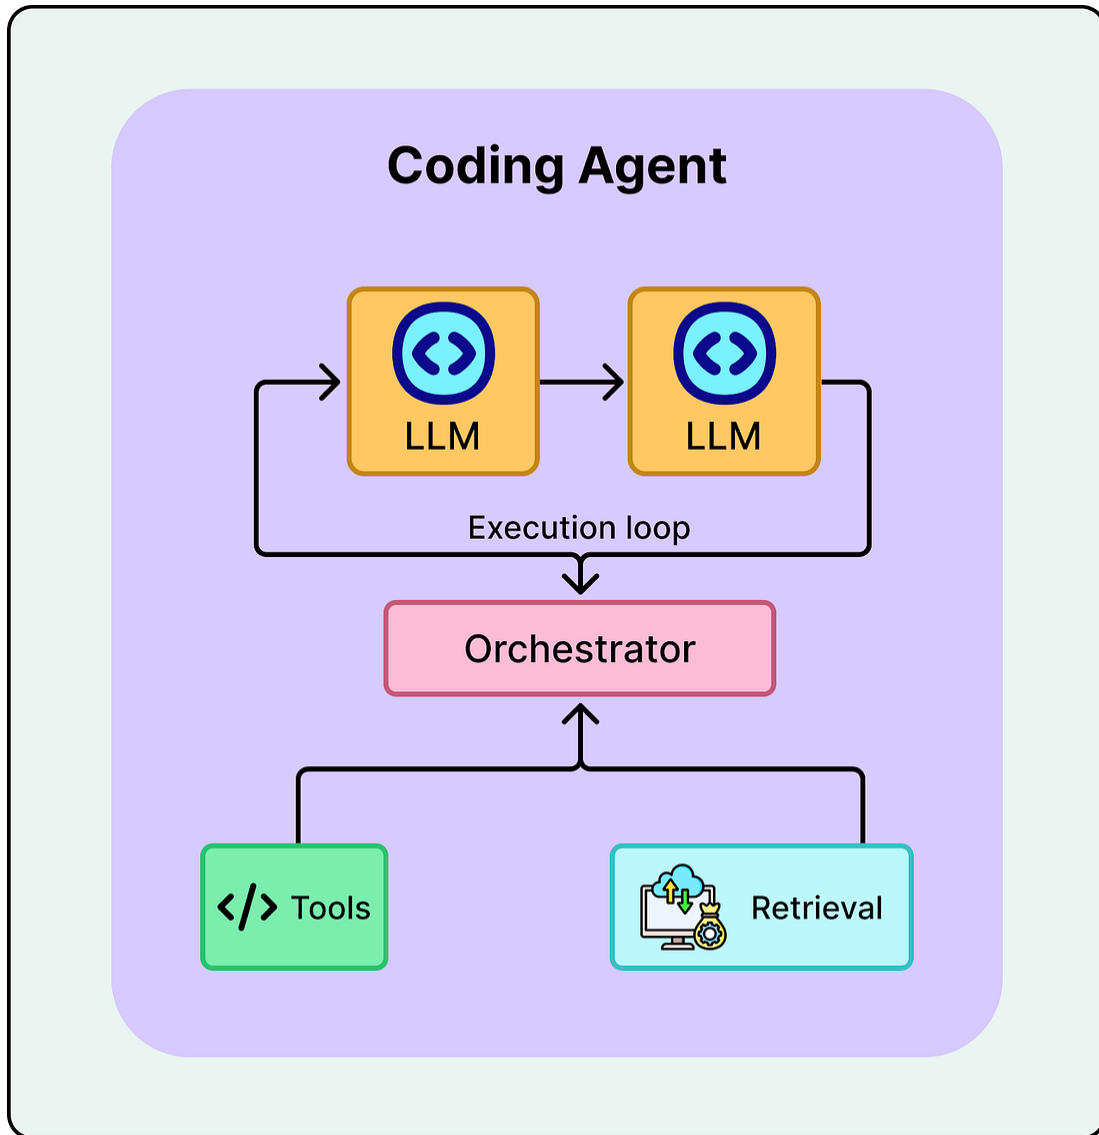 Coding Agent
LLM
LLM
Execution loop
Orchestrator
</> Tools
Retrieval